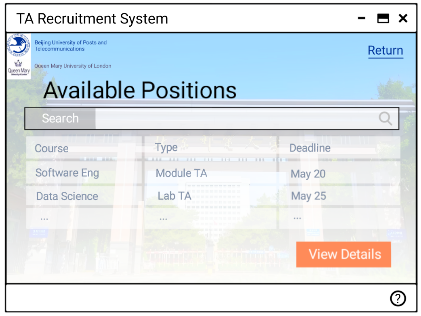 TA Recruitment System
Beijing University of Posts and
Telecommunications
Queen Mary University of London
Queen Mary
Return
Available Positions
Search
Course Type Deadline
Software Eng Module TA May 20
Data Science Lab TA May 25
... ... ...
View Details
?